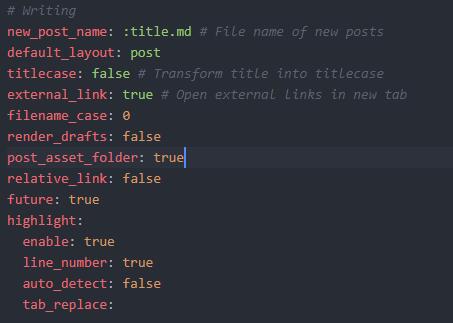 # Writing
new_post_name: :title.md # File name of new posts
default_layout: post
titlecase: false # Transform title into titlecase
external_link: true # Open external links in new tab
filename_case: 0
render_drafts: false
post_asset_folder: true
relative_link: false
future: true
highlight:
  enable: true
  line_number: true
  auto_detect: false
  tab_replace: